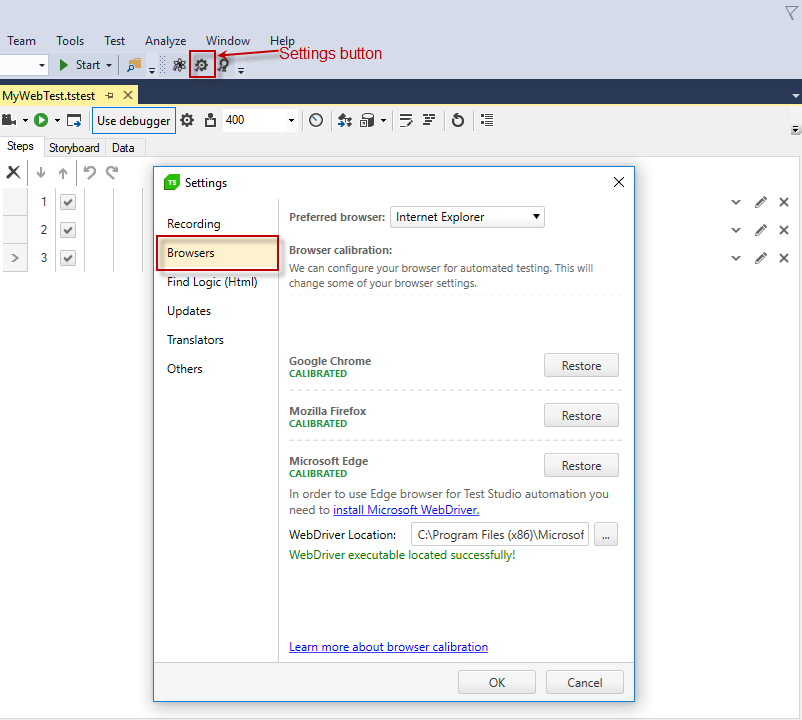 Team Tools Test Analyze Window Help
Settings button
Start
MyWebTest.tstest
Use debugger 400
Steps Storyboard Data
TS Settings
1
2
3
Recording
Browsers
Find Logic (Html)
Updates
Translators
Others
Preferred browser: Internet Explorer
Browser calibration:
We can configure your browser for automated testing. This will
change some of your browser settings.
Google Chrome
CALIBRATED
Restore
Mozilla Firefox
CALIBRATED
Restore
Microsoft Edge
CALIBRATED
Restore
In order to use Edge browser for Test Studio automation you
need to install Microsoft WebDriver.
WebDriver Location: C:\Program Files (x86)\Microsof ...
WebDriver executable located successfully!
Learn more about browser calibration
OK Cancel